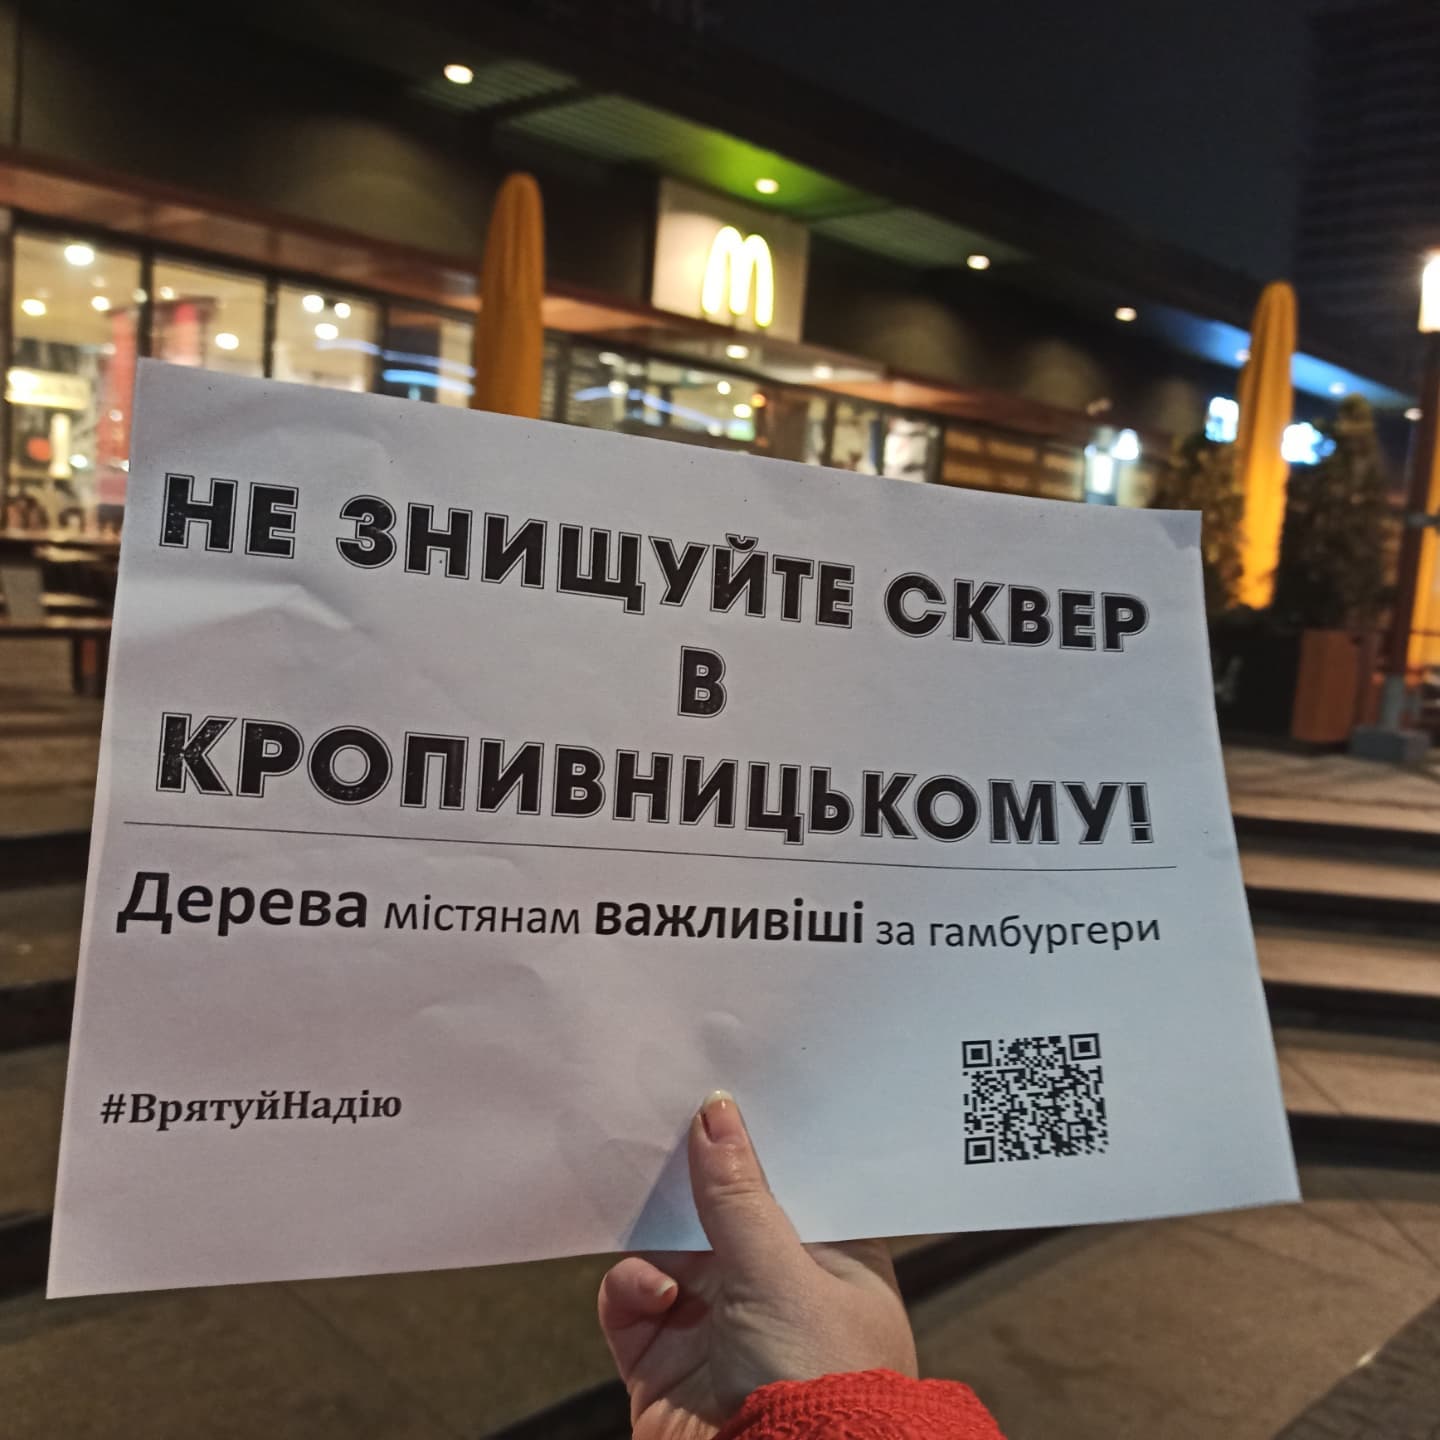 НЕ ЗНИЩУЙТЕ СКВЕР
В
КРОПИВНИЦЬКОМУ!
Дерева містянам важливіші за гамбургери
#ВрятуйНадію